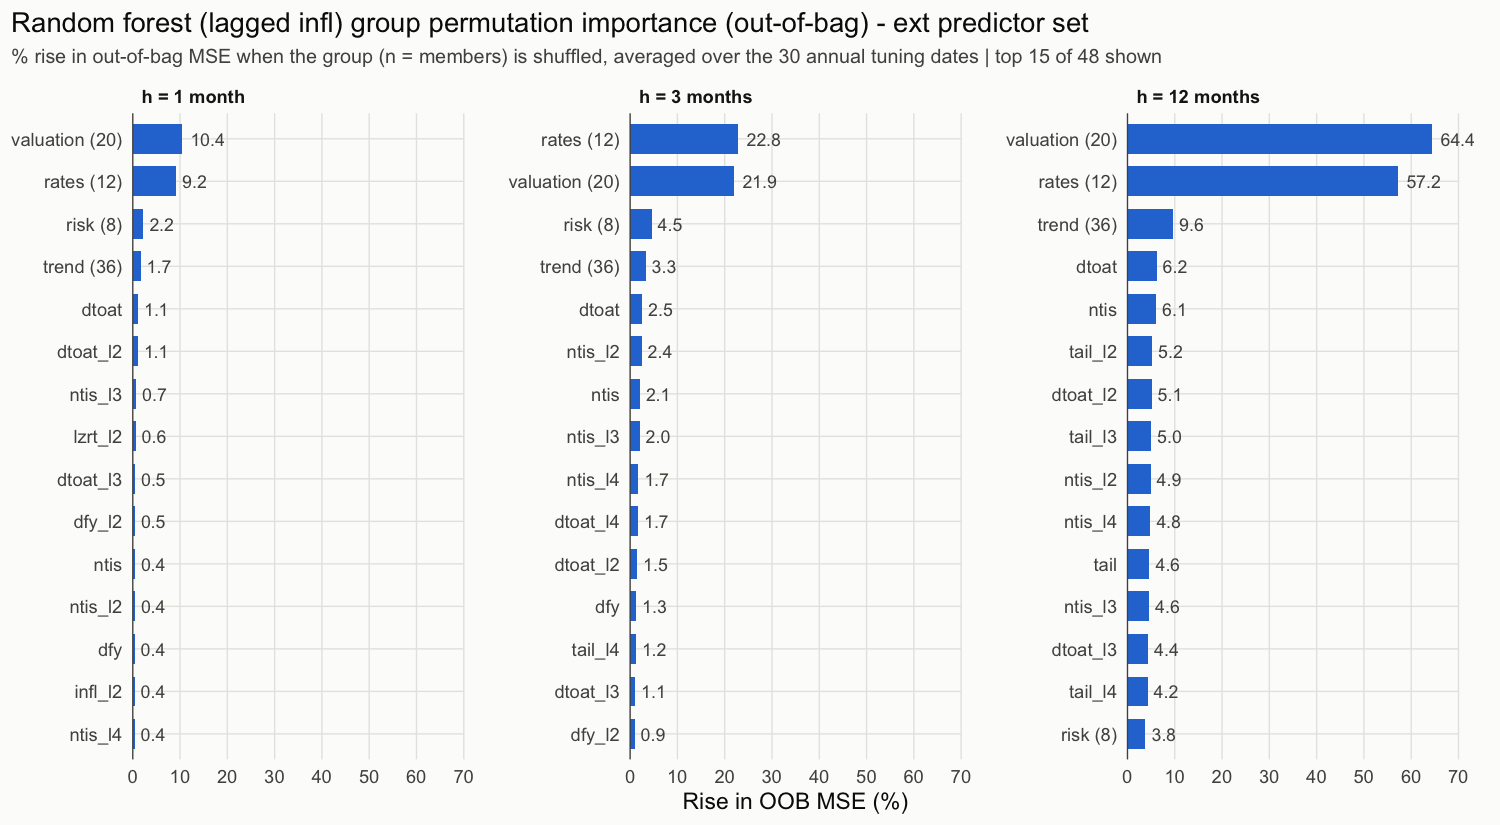 Random forest (lagged infl) group permutation importance (out-of-bag) - ext predictor set
% rise in out-of-bag MSE when the group (n = members) is shuffled, averaged over the 30 annual tuning dates | top 15 of 48 shown
h = 1 month
valuation (20) 10.4
rates (12) 9.2
risk (8) 2.2
trend (36) 1.7
dtoat 1.1
dtoat_l2 1.1
ntis_l3 0.7
lzrt_l2 0.6
dtoat_l3 0.5
dfy_l2 0.5
ntis 0.4
ntis_l2 0.4
dfy 0.4
infl_l2 0.4
ntis_l4 0.4
0 10 20 30 40 50 60 70
h = 3 months
rates (12) 22.8
valuation (20) 21.9
risk (8) 4.5
trend (36) 3.3
dtoat 2.5
ntis_l2 2.4
ntis 2.1
ntis_l3 2.0
ntis_l4 1.7
dtoat_l4 1.7
dtoat_l2 1.5
dfy 1.3
tail_l4 1.2
dtoat_l3 1.1
dfy_l2 0.9
0 10 20 30 40 50 60 70
h = 12 months
valuation (20) 64.4
rates (12) 57.2
trend (36) 9.6
dtoat 6.2
ntis 6.1
tail_l2 5.2
dtoat_l2 5.1
tail_l3 5.0
ntis_l2 4.9
ntis_l4 4.8
tail 4.6
ntis_l3 4.6
dtoat_l3 4.4
tail_l4 4.2
risk (8) 3.8
0 10 20 30 40 50 60 70
Rise in OOB MSE (%)